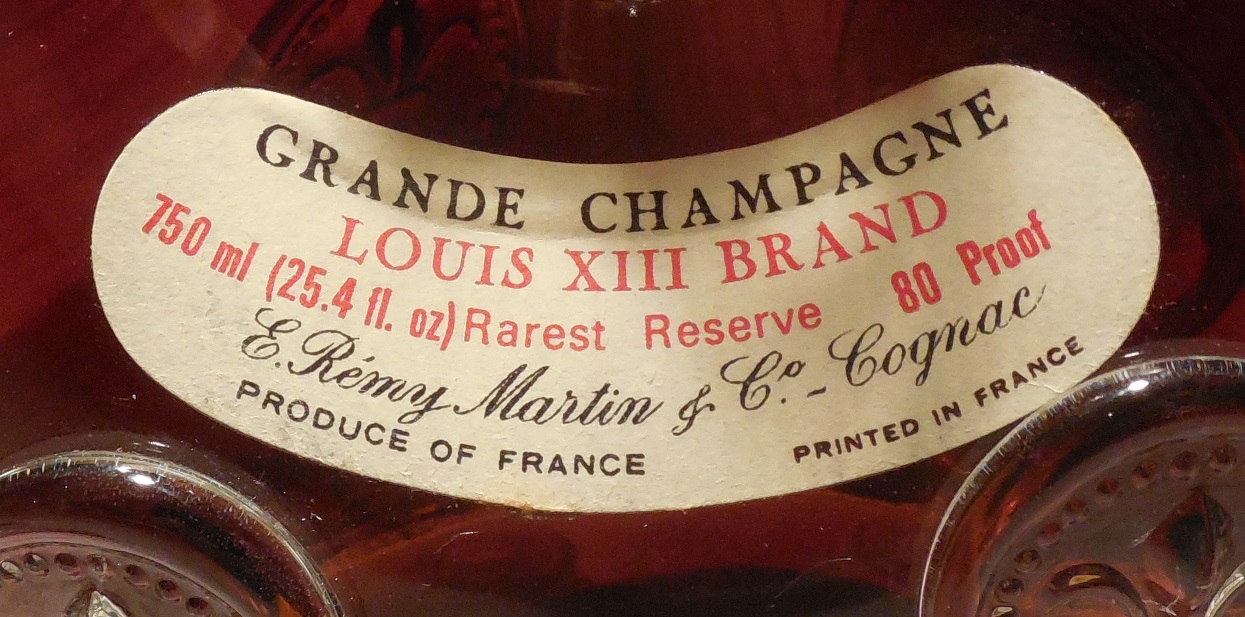 GRANDE CHAMPAGNE
LOUIS XIII BRAND
750 ml (25.4 fl. oz) Rarest Reserve 80 Proof
E. Rémy Martin & Co. - Cognac
PRODUCE OF FRANCE PRINTED IN FRANCE